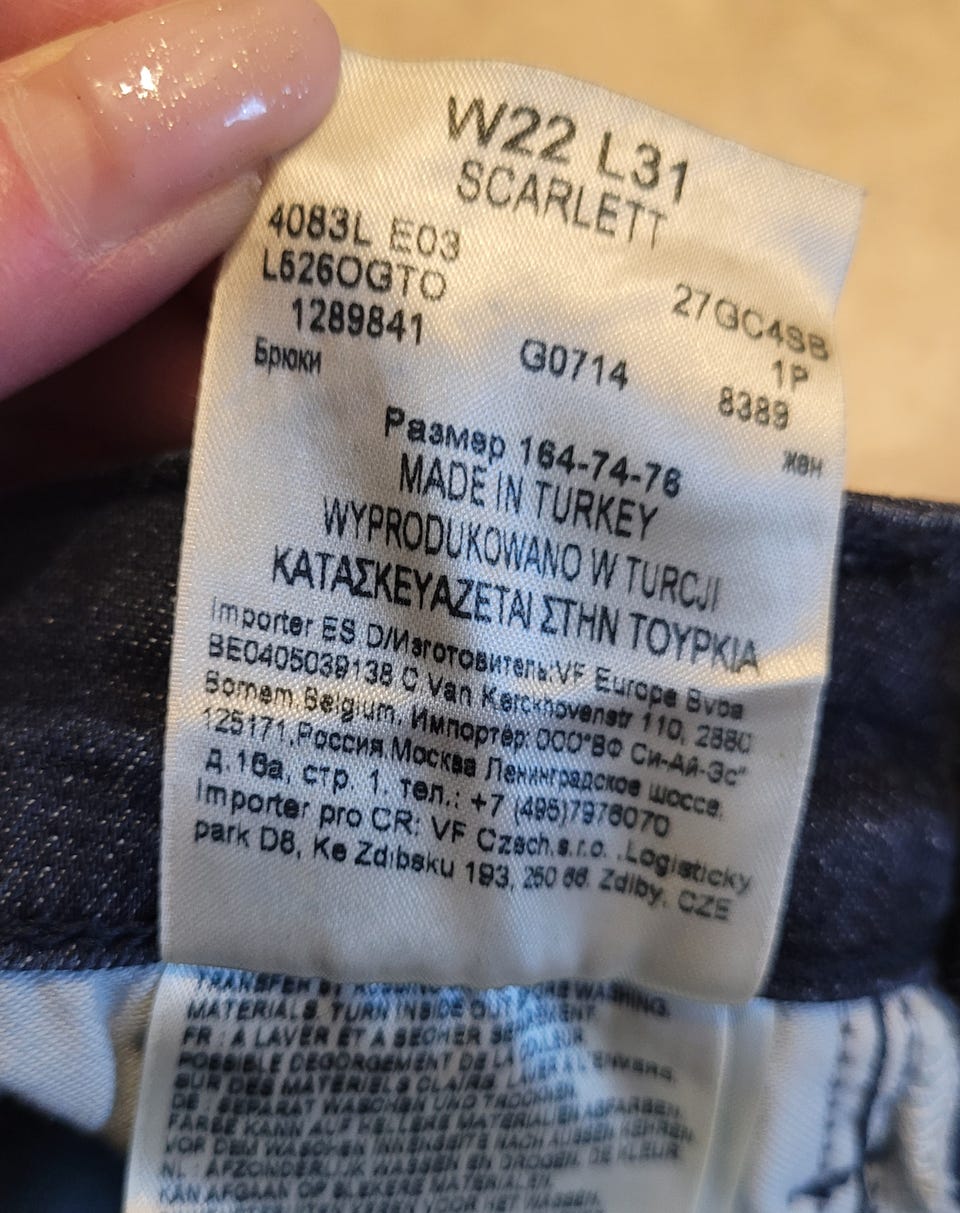 W22 L31
SCARLETT
4083L E03
L526OGTO 27GC4SB
1289841 1P
Брюки G0714 8389
Размер 164-74-76 жен
MADE IN TURKEY
WYPRODUKOWANO W TURCJI
ΚΑΤΑΣΚΕΥΑΖΕΤΑΙ ΣΤΗΝ ΤΟΥΡΚΙΑ
Importer ES D/Изготовитель:VF Europe Bvba
BE0405039138 C Van Kerckhovenstr 110, 2880
Bornem, Belgium, Импортер: ООО"ВФ Си-Ай-Эс"
125171,Россия,Москва Ленинградское шоссе,
д.16а, стр. 1. тел.: +7 (495)7976070
Importer pro CR: VF Czech,s.r.o. ,Logisticky
park D8, Ke Zdibsku 193, 250 66 Zdiby, CZE
TRANSFER BY WASHING.
MATERIALS. TURN INSIDE OUT
FR : A LAVER ET A SECHER
POSSIBLE DEGORGEMENT DE LA
SUR DES MATERIELS CLAIRS. LAVER A L'ENVERS.
DE : SEPARAT WASCHEN UND TROCKNEN.
FARBE KANN AUF HELLERE MATERIALIEN ABFARBEN.
VOR DEM WASCHEN INNENSEITE NACH AUSSEN KEHREN.
NL : AFZONDERLIJK WASSEN EN DROGEN. DE KLEUR
KAN AFGAAN OP BLEKERE MATERIALEN.